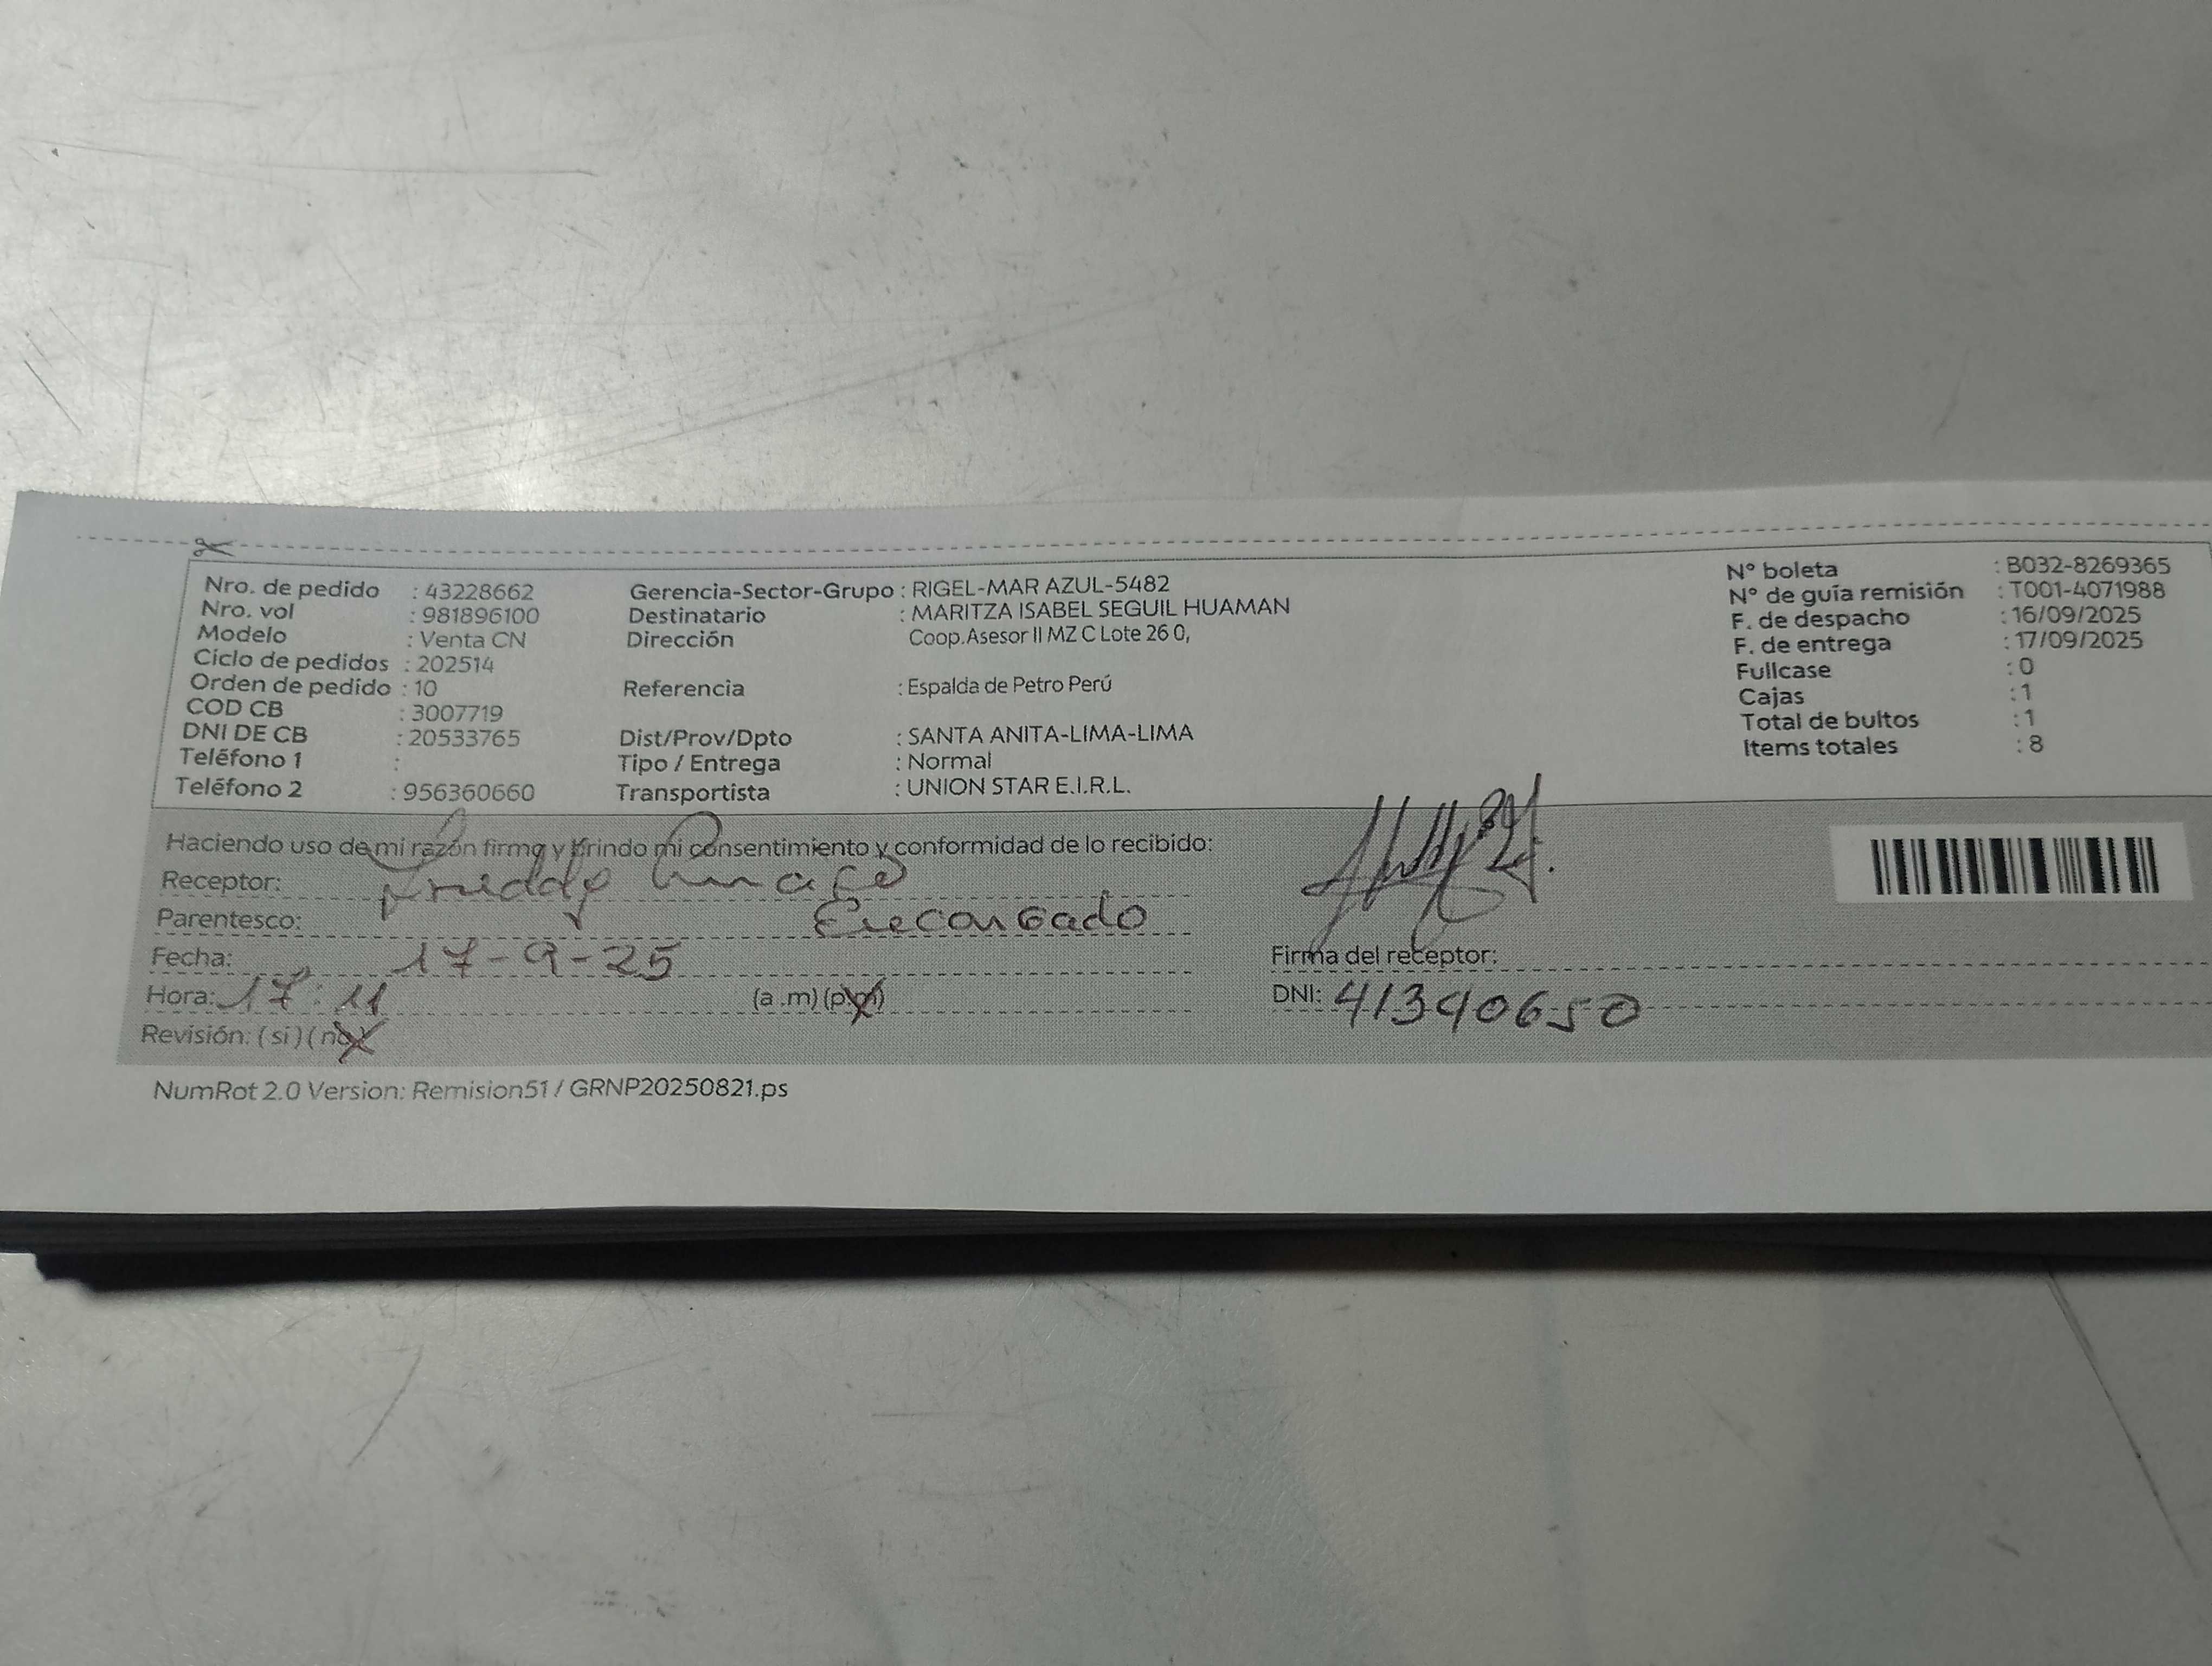 Nro. de pedido : 43228662
Nro. vol : 981896100
Modelo : Venta CN
Ciclo de pedidos : 202514
Orden de pedido : 10
COD CB : 3007719
DNI DE CB : 20533765
Teléfono 1 :
Teléfono 2 : 956360660
Gerencia-Sector-Grupo : RIGEL-MAR AZUL-5482
Destinatario : MARITZA ISABEL SEGUIL HUAMAN
Dirección Coop.Asesor II MZ C Lote 26 0,
Referencia : Espalda de Petro Perú
Dist/Prov/Dpto : SANTA ANITA-LIMA-LIMA
Tipo / Entrega : Normal
Transportista : UNION STAR E.I.R.L.
N° boleta : B032-8269365
N° de guía remisión : T001-4071988
F. de despacho : 16/09/2025
F. de entrega : 17/09/2025
Fullcase : 0
Cajas : 1
Total de bultos : 1
Items totales : 8
Haciendo uso de mi razón firmo y brindo mi consentimiento y conformidad de lo recibido:
Receptor: Freddy
Parentesco: Encargado
Fecha: 17-9-25
Hora: 17:11 (a.m) (p.m)
Revisión: (si) (no)
Firma del receptor:
DNI: 41340650
NumRot 2.0 Version: Remision51 / GRNP20250821.ps